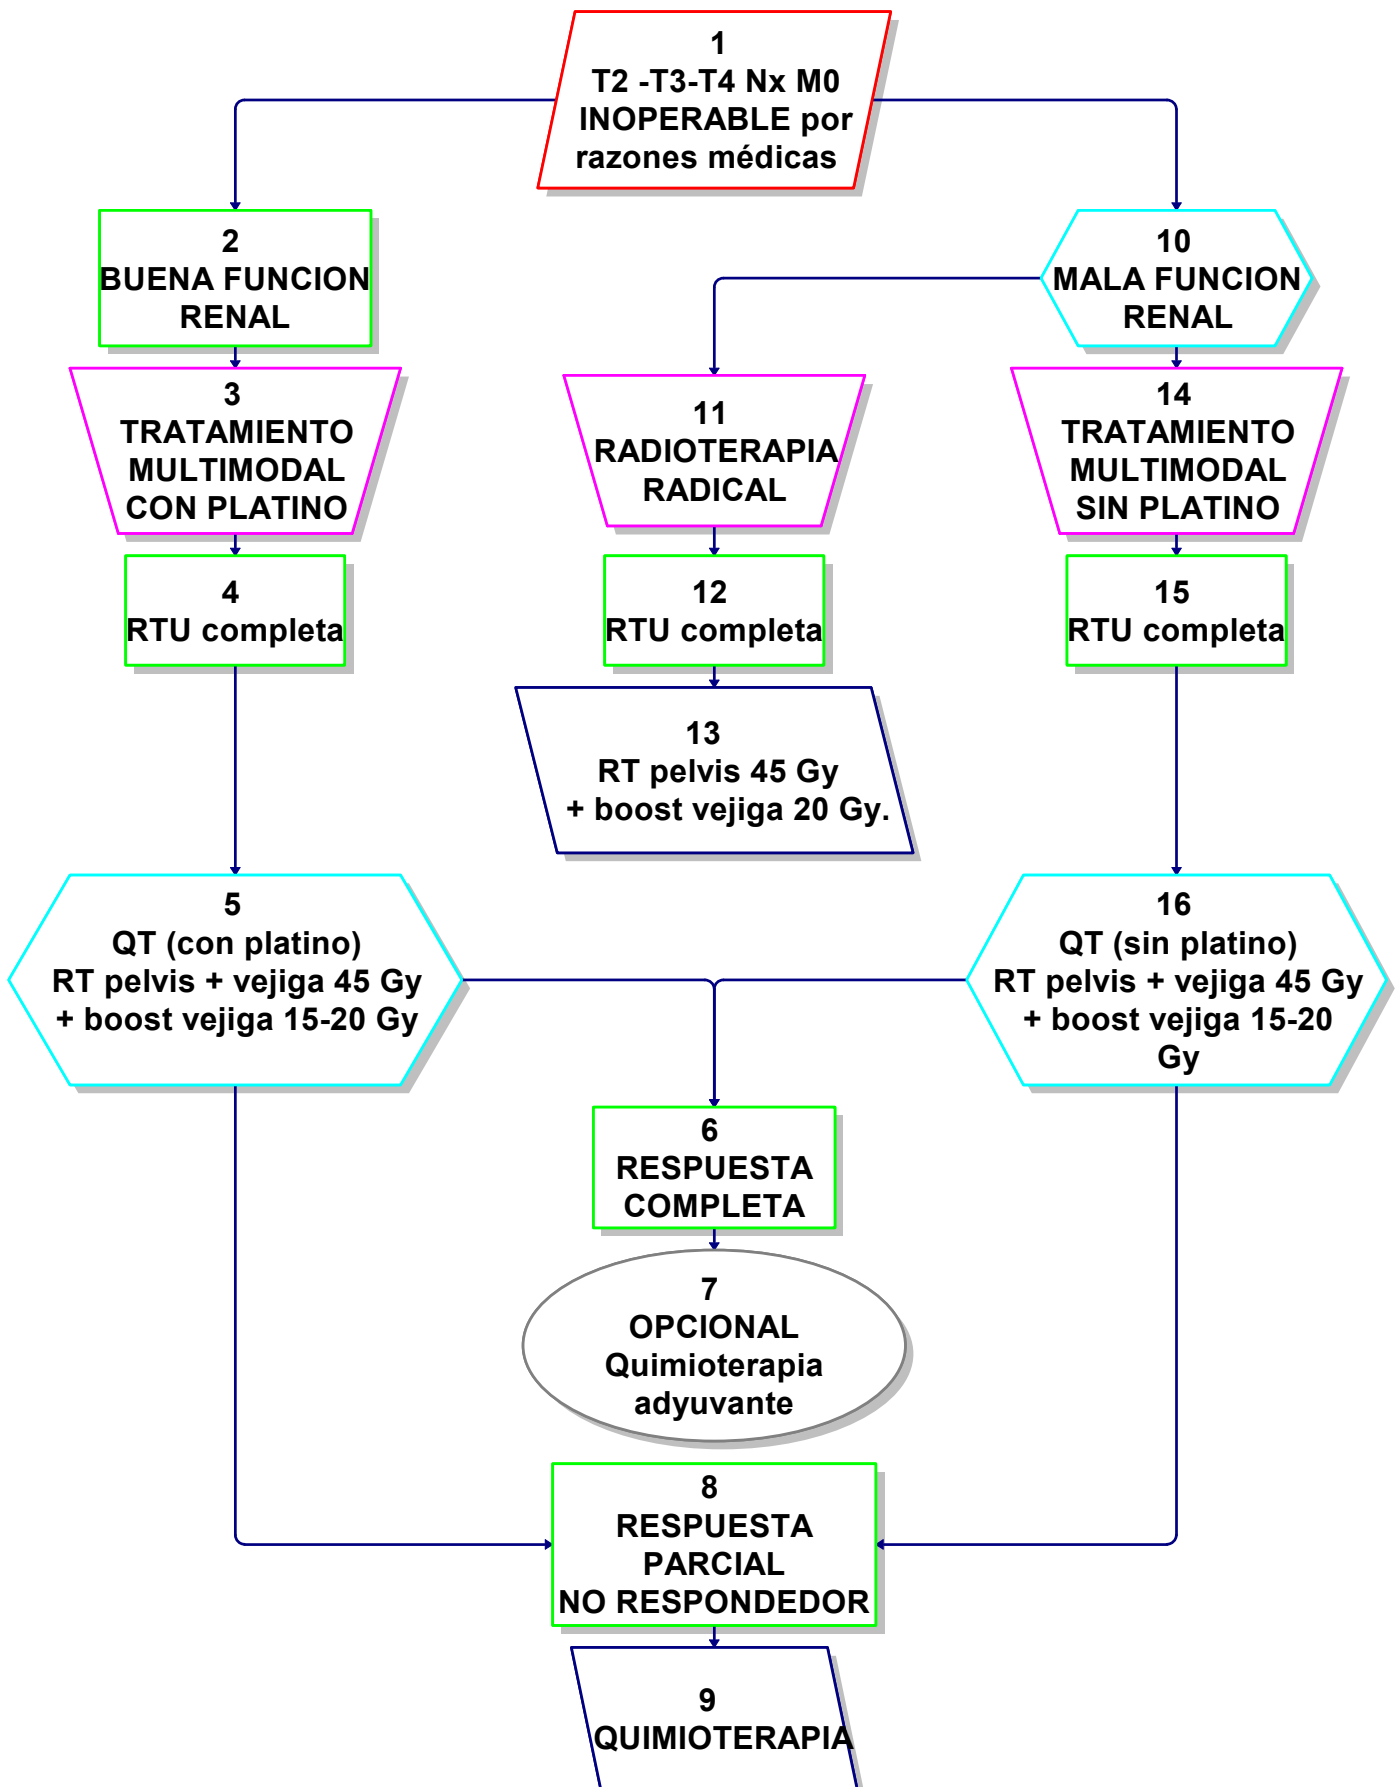 1
T2 -T3-T4 Nx M0
INOPERABLE por
razones médicas
2
BUENA FUNCION
RENAL
3
TRATAMIENTO
MULTIMODAL
CON PLATINO
4
RTU completa
5
QT (con platino)
RT pelvis + vejiga 45 Gy
+ boost vejiga 15-20 Gy
6
RESPUESTA
COMPLETA
7
OPCIONAL
Quimioterapia
adyuvante
8
RESPUESTA
PARCIAL
NO RESPONDEDOR
9
QUIMIOTERAPIA
10
MALA FUNCION
RENAL
11
RADIOTERAPIA
RADICAL
12
RTU completa
13
RT pelvis 45 Gy
+ boost vejiga 20 Gy.
14
TRATAMIENTO
MULTIMODAL
SIN PLATINO
15
RTU completa
16
QT (sin platino)
RT pelvis + vejiga 45 Gy
+ boost vejiga 15-20
Gy